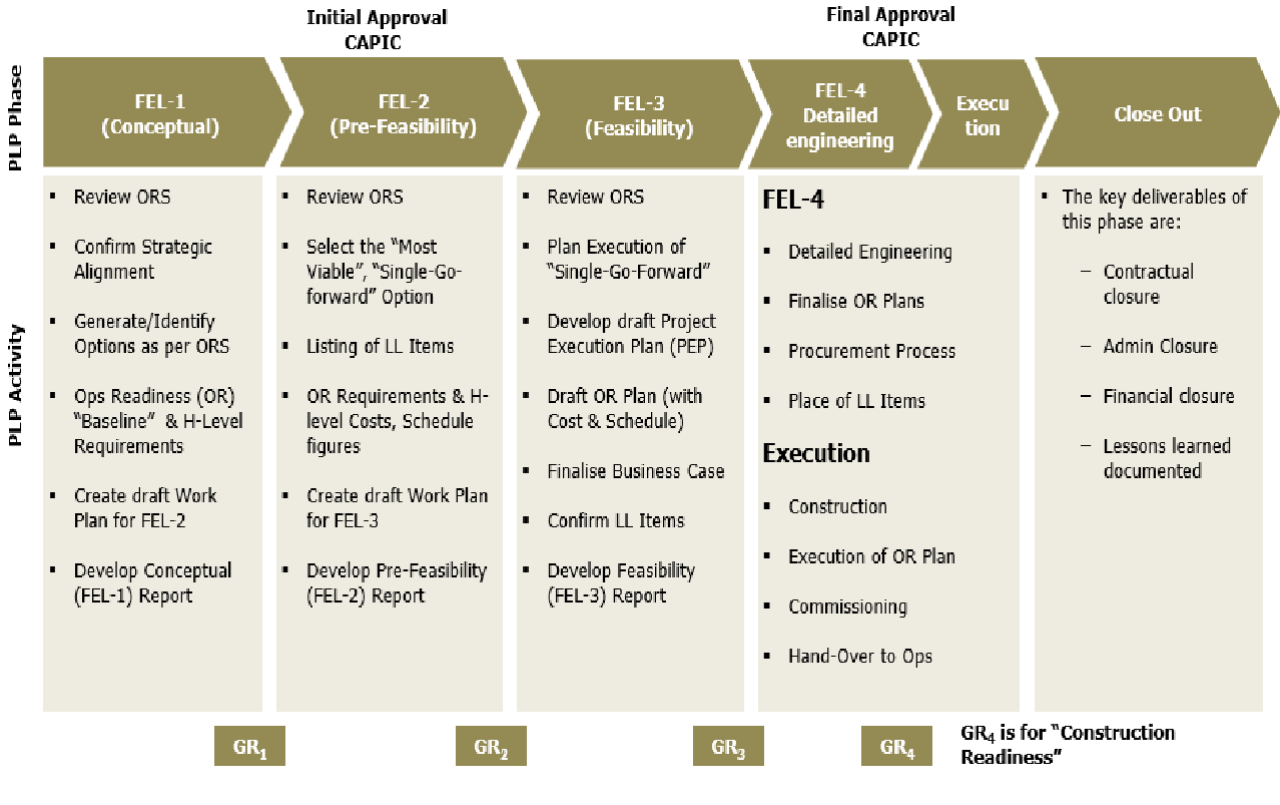 Initial Approval
CAPIC
Final Approval
CAPIC
PLP Phase
FEL-1
(Conceptual)
FEL-2
(Pre-Feasibility)
FEL-3
(Feasibility)
FEL-4
Detailed
engineering
Execu
tion
Close Out
PLP Activity
▪ Review ORS
▪ Confirm Strategic
Alignment
▪ Generate/Identify
Options as per ORS
▪ Ops Readiness (OR)
“Baseline” & H-Level
Requirements
▪ Create draft Work
Plan for FEL-2
▪ Develop Conceptual
(FEL-1) Report
▪ Review ORS
▪ Select the “Most
Viable”, “Single-Go-
forward” Option
▪ Listing of LL Items
▪ OR Requirements & H-
level Costs, Schedule
figures
▪ Create draft Work Plan
for FEL-3
▪ Develop Pre-Feasibility
(FEL-2) Report
▪ Review ORS
▪ Plan Execution of
“Single-Go-Forward”
▪ Develop draft Project
Execution Plan (PEP)
▪ Draft OR Plan (with
Cost & Schedule)
▪ Finalise Business Case
▪ Confirm LL Items
▪ Develop Feasibility
(FEL-3) Report
FEL-4
▪ Detailed Engineering
▪ Finalise OR Plans
▪ Procurement Process
▪ Place of LL Items
Execution
▪ Construction
▪ Execution of OR Plan
▪ Commissioning
▪ Hand-Over to Ops
▪ The key deliverables of
this phase are:
– Contractual
closure
– Admin Closure
– Financial closure
– Lessons learned
documented
GR1
GR2
GR3
GR4
GR4 is for “Construction
Readiness”